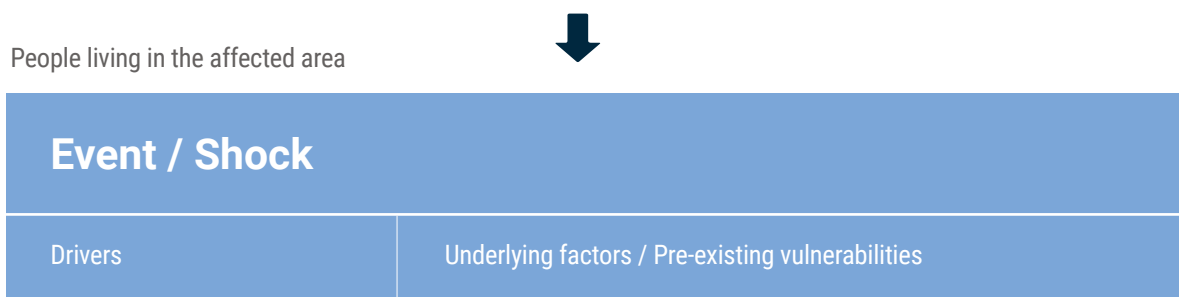 People living in the affected area
Event / Shock
Drivers
Underlying factors / Pre-existing vulnerabilities